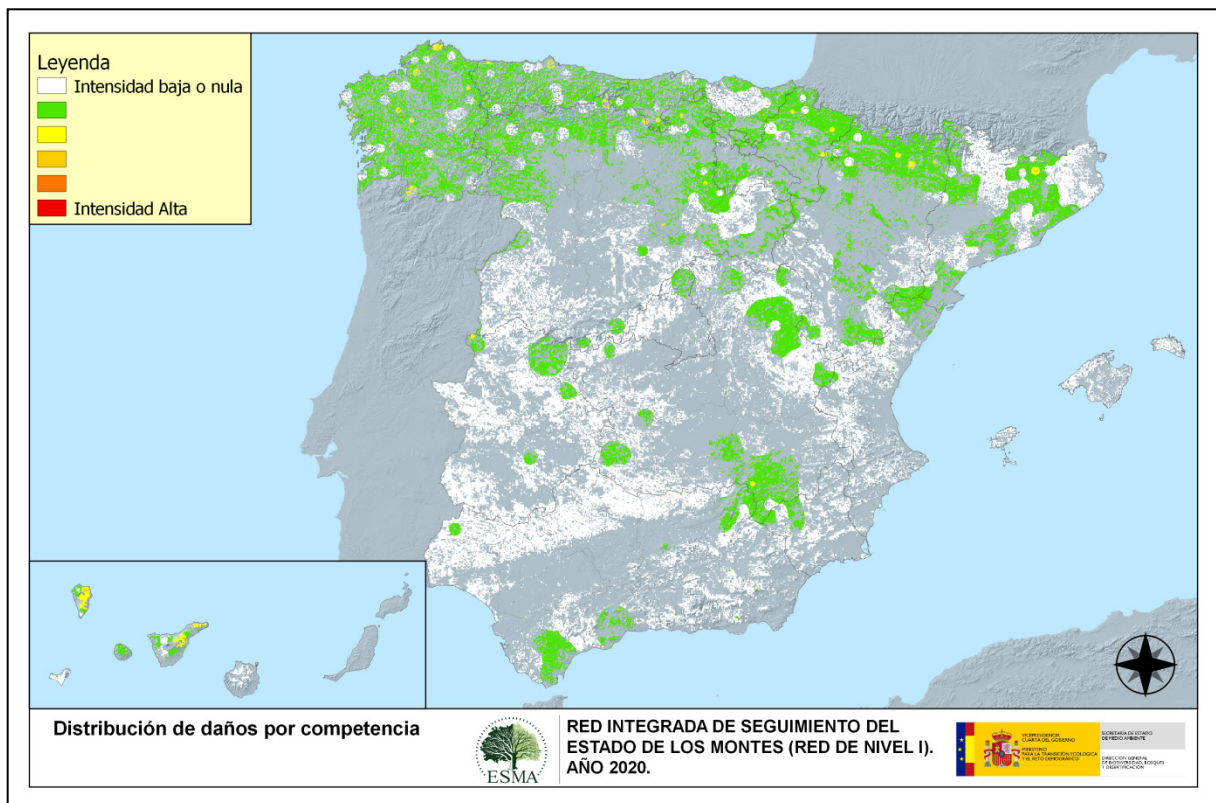 Leyenda
Intensidad baja o nula
Intensidad Alta
Distribución de daños por competencia
ESMA
RED INTEGRADA DE SEGUIMIENTO DEL
ESTADO DE LOS MONTES (RED DE NIVEL I).
AÑO 2020.
VICEPRESIDENCIA
CUARTA DEL GOBIERNO
MINISTERIO
PARA LA TRANSICIÓN ECOLÓGICA
Y EL RETO DEMOGRÁFICO
SECRETARÍA DE ESTADO
DE MEDIO AMBIENTE
DIRECCIÓN GENERAL
DE BIODIVERSIDAD, BOSQUES
Y DESERTIFICACIÓN